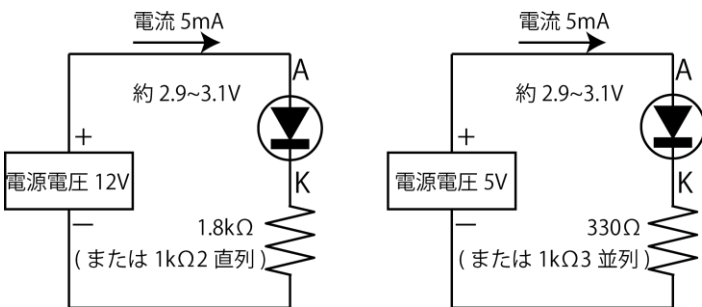 電流 5mA
A
約 2.9~3.1V
+
電源電圧 12V
K
−
1.8kΩ
( または 1kΩ2 直列 )
電流 5mA
A
約 2.9~3.1V
+
電源電圧 5V
K
−
330Ω
( または 1kΩ3 並列 )